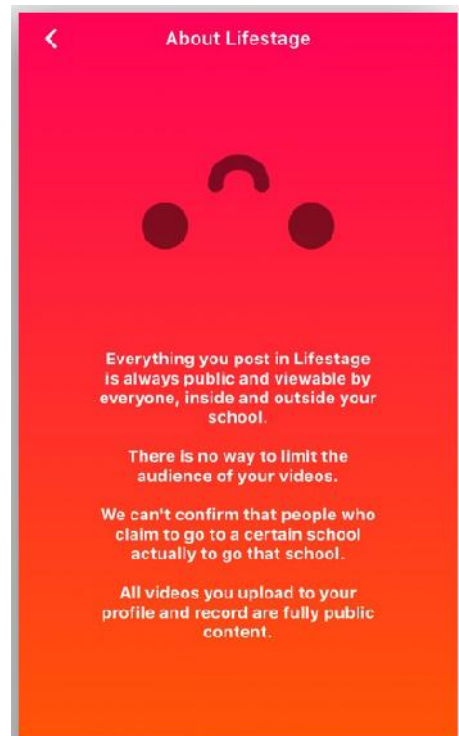 About Lifestage
Everything you post in Lifestage
is always public and viewable by
everyone, inside and outside your
school.
There is no way to limit the
audience of your videos.
We can't confirm that people who
claim to go to a certain school
actually to go that school.
All videos you upload to your
profile and record are fully public
content.